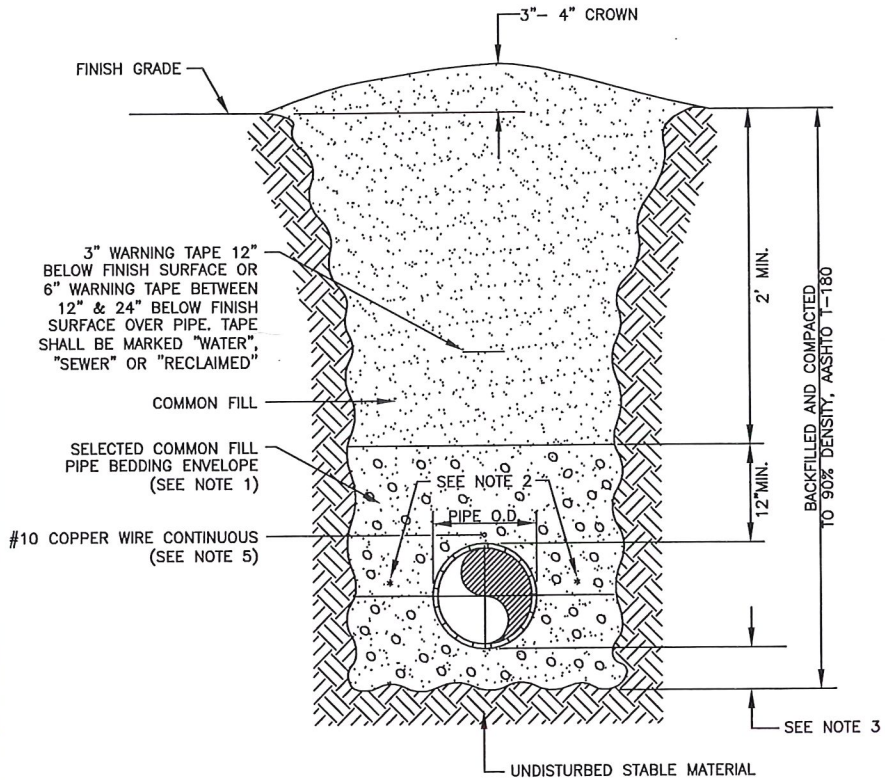 3"- 4" CROWN
FINISH GRADE
3" WARNING TAPE 12"
BELOW FINISH SURFACE OR
6" WARNING TAPE BETWEEN
12" & 24" BELOW FINISH
SURFACE OVER PIPE. TAPE
SHALL BE MARKED "WATER",
"SEWER" OR "RECLAIMED"
2' MIN.
BACKFILLED AND COMPACTED
TO 90% DENSITY, AASHTO T-180
COMMON FILL
SELECTED COMMON FILL
PIPE BEDDING ENVELOPE
(SEE NOTE 1)
SEE NOTE 2
12"MIN.
PIPE O.D.
#10 COPPER WIRE CONTINUOUS
(SEE NOTE 5)
* *
SEE NOTE 3
UNDISTURBED STABLE MATERIAL